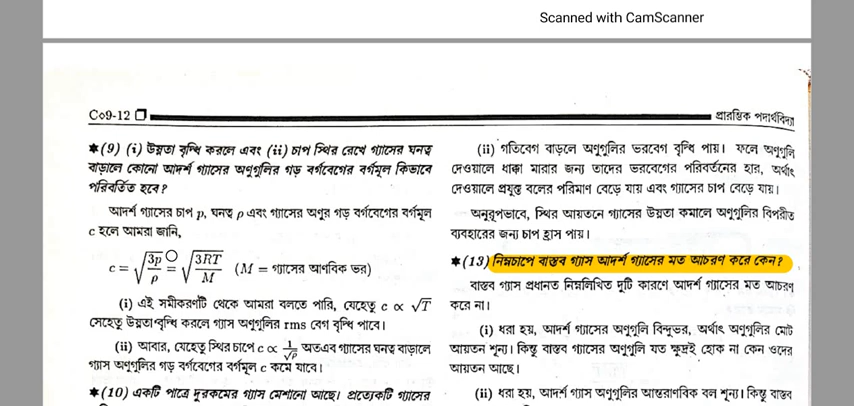 Scanned with CamScanner
C◊9-12
প্রারম্ভিক পদার্থবিদ্যা
★(9) (i) উষ্ণতা বৃদ্ধি করলে এবং (ii) চাপ স্থির রেখে গ্যাসের ঘনত্ব
বাড়ালে কোনো আদর্শ গ্যাসের অণুগুলির গড় বর্গবেগের বর্গমূল কিভাবে
পরিবর্তিত হবে?
আদর্শ গ্যাসের চাপ p, ঘনত্ব ρ এবং গ্যাসের অণুর গড় বর্গবেগের বর্গমূল
c হলে আমরা জানি,
c = √(3p/ρ) = √(3RT/M) (M = গ্যাসের আণবিক ভর)
(i) এই সমীকরণটি থেকে আমরা বলতে পারি, যেহেতু c ∝ √T
সেহেতু উষ্ণতা বৃদ্ধি করলে গ্যাস অণুগুলির rms বেগ বৃদ্ধি পাবে।
(ii) আবার, যেহেতু স্থির চাপে c ∝ 1/√ρ অতএব গ্যাসের ঘনত্ব বাড়ালে
গ্যাস অণুগুলির গড় বর্গবেগের বর্গমূল c কমে যাবে।
★(10) একটি পাত্রে দুরকমের গ্যাস মেশানো আছে। প্রত্যেকটি গ্যাসের
(ii) গতিবেগ বাড়লে অণুগুলির ভরবেগ বৃদ্ধি পায়। ফলে অণুগুলি
দেওয়ালে ধাক্কা মারার জন্য তাদের ভরবেগের পরিবর্তনের হার, অর্থাৎ
দেওয়ালে প্রযুক্ত বলের পরিমাণ বেড়ে যায় এবং গ্যাসের চাপ বেড়ে যায়।
অনুরূপভাবে, স্থির আয়তনে গ্যাসের উষ্ণতা কমালে অণুগুলির বিপরীত
ব্যবহারের জন্য চাপ হ্রাস পায়।
★(13) নিম্নচাপে বাস্তব গ্যাস আদর্শ গ্যাসের মত আচরণ করে কেন?
বাস্তব গ্যাস প্রধানত নিম্নলিখিত দুটি কারণে আদর্শ গ্যাসের মত আচরণ
করে না।
(i) ধরা হয়, আদর্শ গ্যাসের অণুগুলি বিন্দুভর, অর্থাৎ অণুগুলির মোট
আয়তন শূন্য। কিন্তু বাস্তব গ্যাসের অণুগুলি যত ক্ষুদ্রই হোক না কেন ওদের
আয়তন আছে।
(ii) ধরা হয়, আদর্শ গ্যাস অণুগুলির আন্তরাণবিক বল শূন্য। কিন্তু বাস্তব